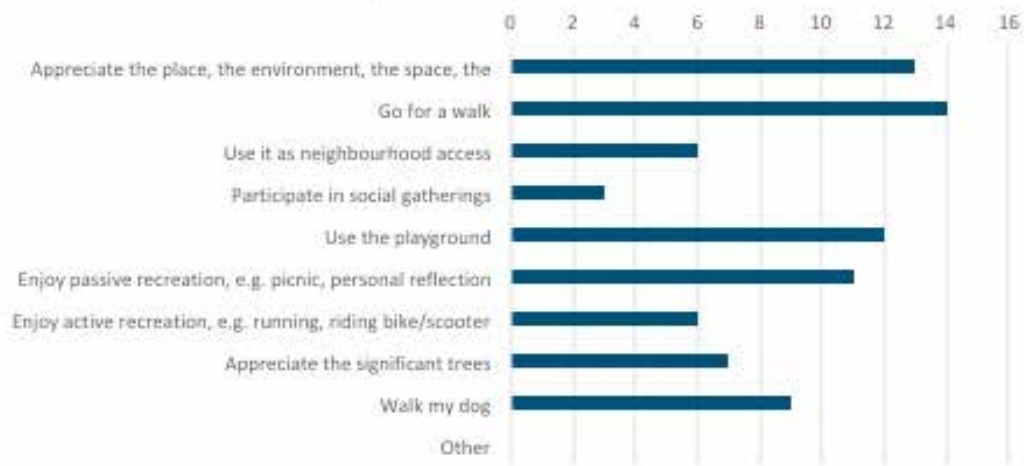 0 2 4 6 8 10 12 14 16
Appreciate the place, the environment, the space, the
Go for a walk
Use it as neighbourhood access
Participate in social gatherings
Use the playground
Enjoy passive recreation, e.g. picnic, personal reflection
Enjoy active recreation, e.g. running, riding bike/scooter
Appreciate the significant trees
Walk my dog
Other